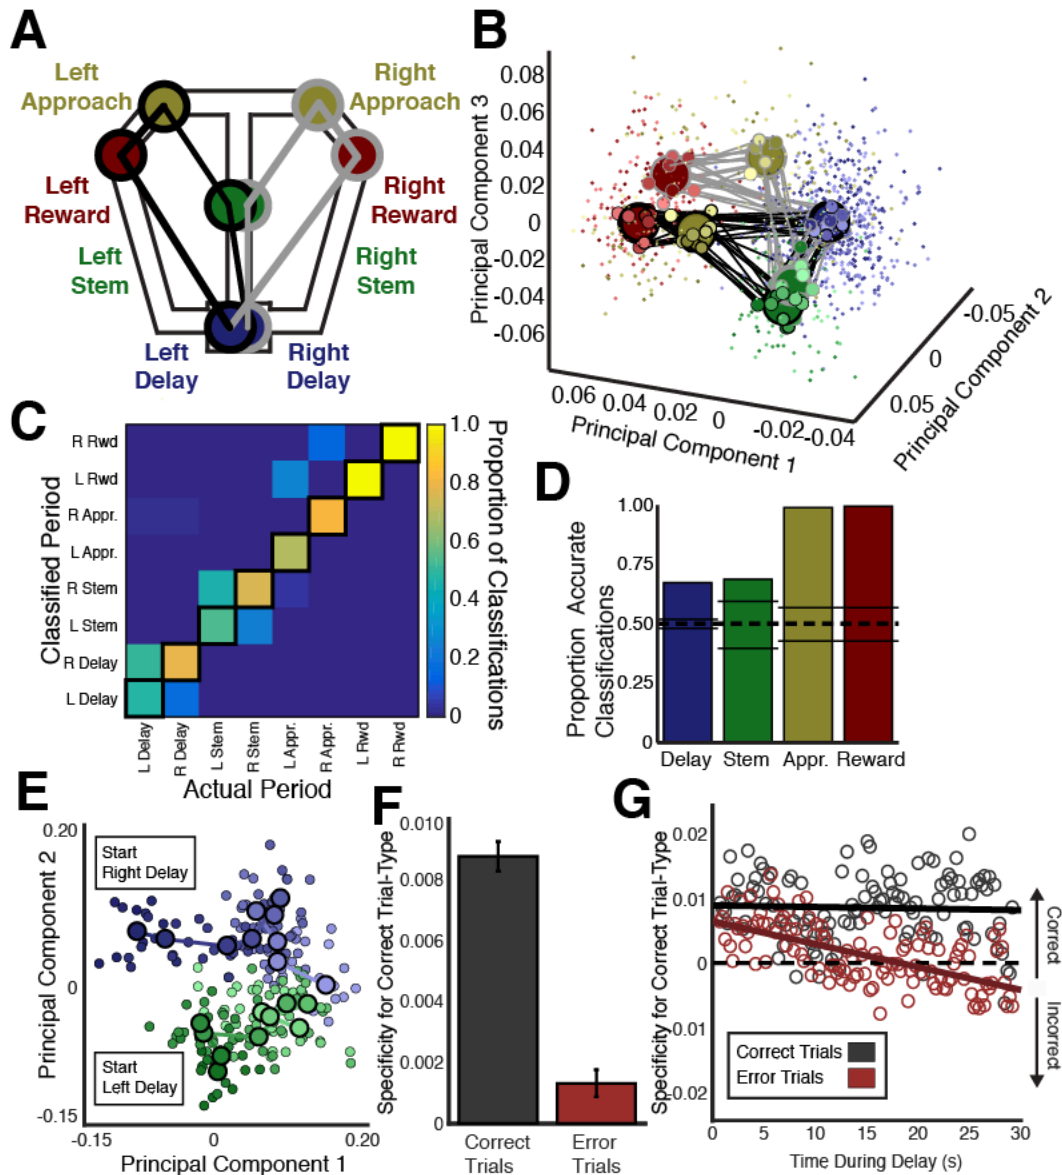 A
Left
Approach
Right
Approach
Left
Reward
Right
Reward
Left
Stem
Right
Stem
Left
Delay
Right
Delay
B
Principal Component 3
0.08
0.06
0.04
0.02
0
-0.02
-0.04
-0.06
0.06 0.04 0.02 0 -0.02 -0.04
Principal Component 1
-0.05
0
0.05
Principal Component 2
C
Classified Period
R Rwd
L Rwd
R Appr.
L Appr.
R Stem
L Stem
R Delay
L Delay
L Delay
R Delay
L Stem
R Stem
L Appr.
R Appr.
L Rwd
R Rwd
Actual Period
1.0
0.8
0.6
0.4
0.2
0
Proportion of Classifications
D
Proportion Accurate
Classifications
1.00
0.75
0.50
0.25
0
Delay Stem Appr. Reward
E
Principal Component 2
0.20
0
-0.15
Start
Right Delay
Start
Left Delay
-0.15 0 0.20
Principal Component 1
F
Specificity for Correct Trial-Type
0.010
0.008
0.006
0.004
0.002
0
Correct
Trials
Error
Trials
G
Specificity for Correct Trial-Type
0.02
0.01
0
-0.01
-0.02
Correct
Incorrect
Correct Trials
Error Trials
0 5 10 15 20 25 30
Time During Delay (s)